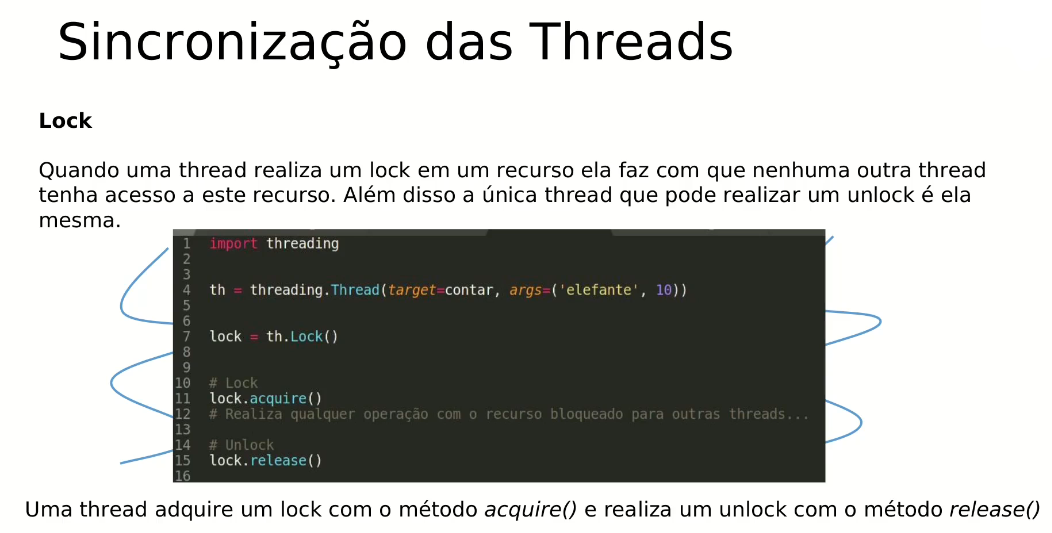 Sincronização das Threads
Lock
Quando uma thread realiza um lock em um recurso ela faz com que nenhuma outra thread
tenha acesso a este recurso. Além disso a única thread que pode realizar um unlock é ela
mesma.
1 import threading
2
3
4 th = threading.Thread(target=contar, args=('elefante', 10))
5
6
7 lock = th.Lock()
8
9
10 # Lock
11 lock.acquire()
12 # Realiza qualquer operação com o recurso bloqueado para outras threads...
13
14 # Unlock
15 lock.release()
16
Uma thread adquire um lock com o método acquire() e realiza um unlock com o método release()